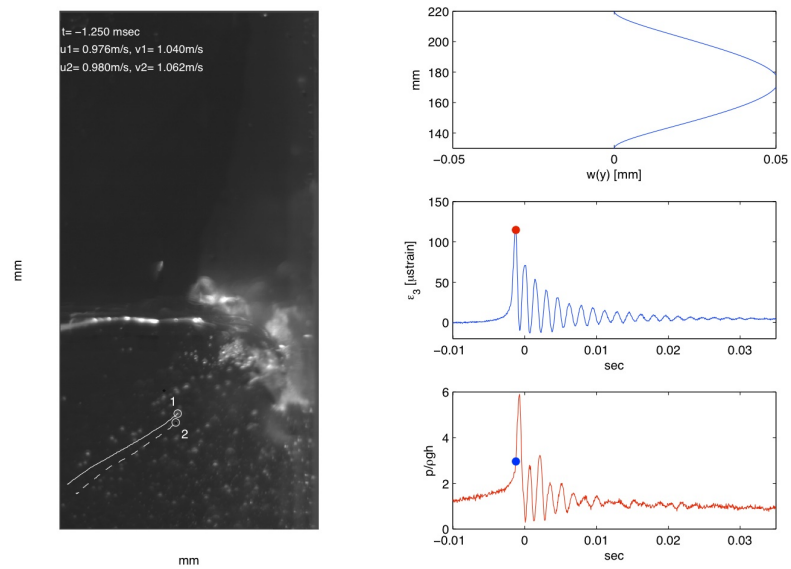 t= −1.250 msec
u1= 0.976m/s, v1= 1.040m/s
u2= 0.980m/s, v2= 1.062m/s
1
2
mm
mm
220
200
180
160
140
mm
−0.05
0
0.05
w(y) [mm]
150
100
50
0
ε3 [μstrain]
−0.01
0
0.01
0.02
0.03
sec
6
4
2
0
p/ρgh
−0.01
0
0.01
0.02
0.03
sec